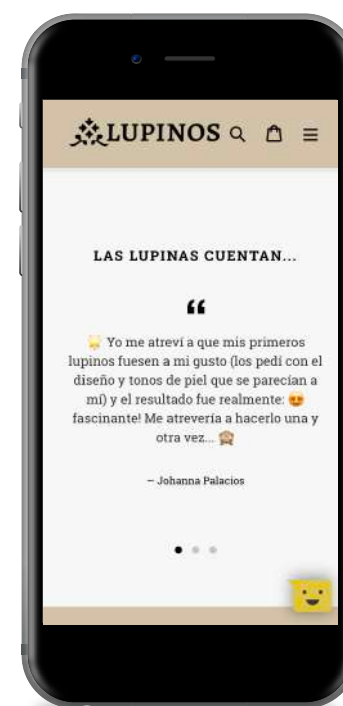 LUPINOS
LAS LUPINAS CUENTAN...
“
🌟 Yo me atreví a que mis primeros
lupinos fuesen a mi gusto (los pedí con el
diseño y tonos de piel que se parecían a
mí) y el resultado fue realmente: 😍
fascinante! Me atrevería a hacerlo una y
otra vez... 🙈
– Johanna Palacios